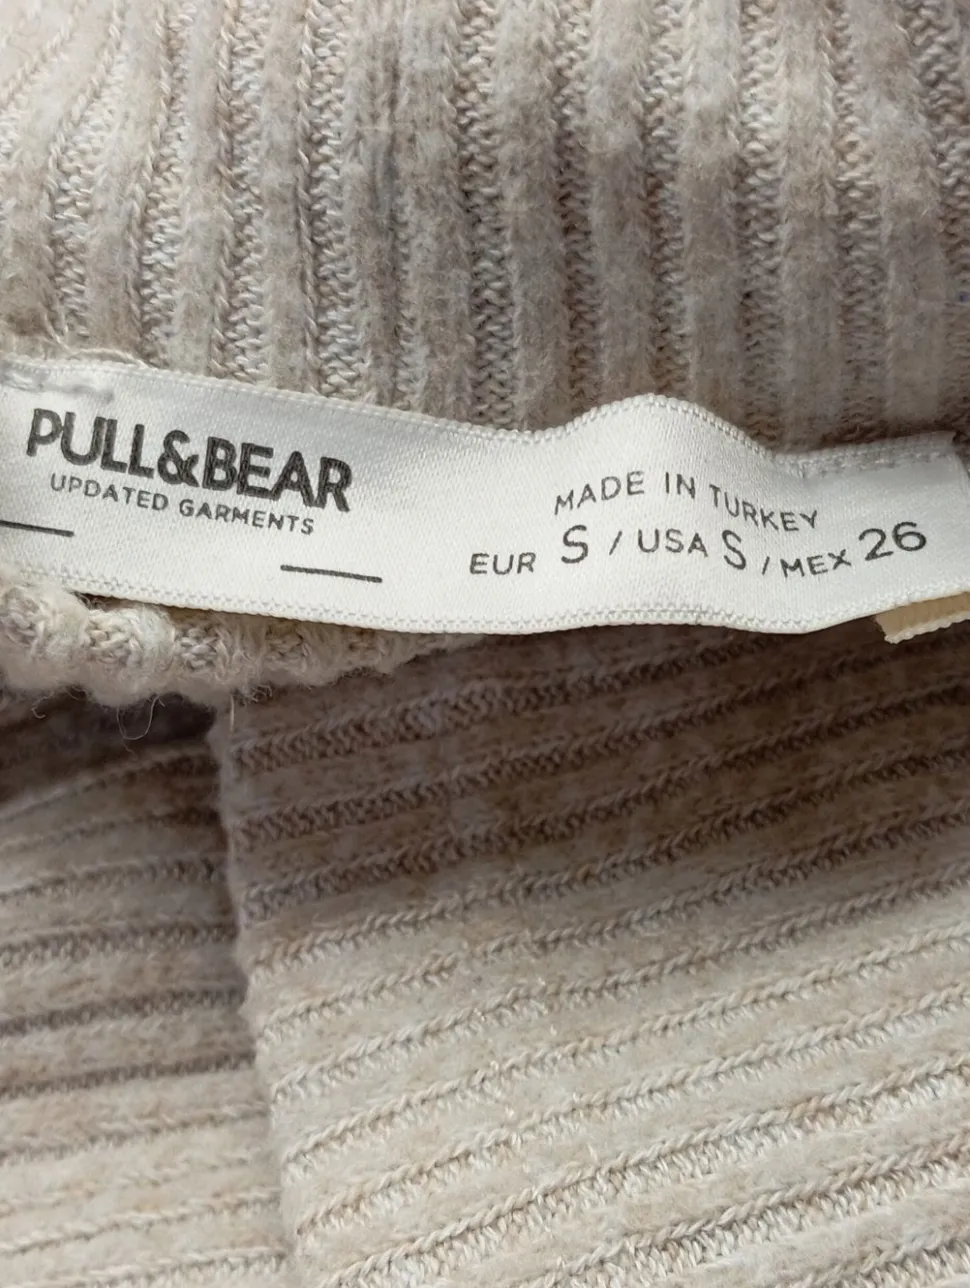 PULL&BEAR
UPDATED GARMENTS
MADE IN TURKEY
EUR S / USA S / MEX 26